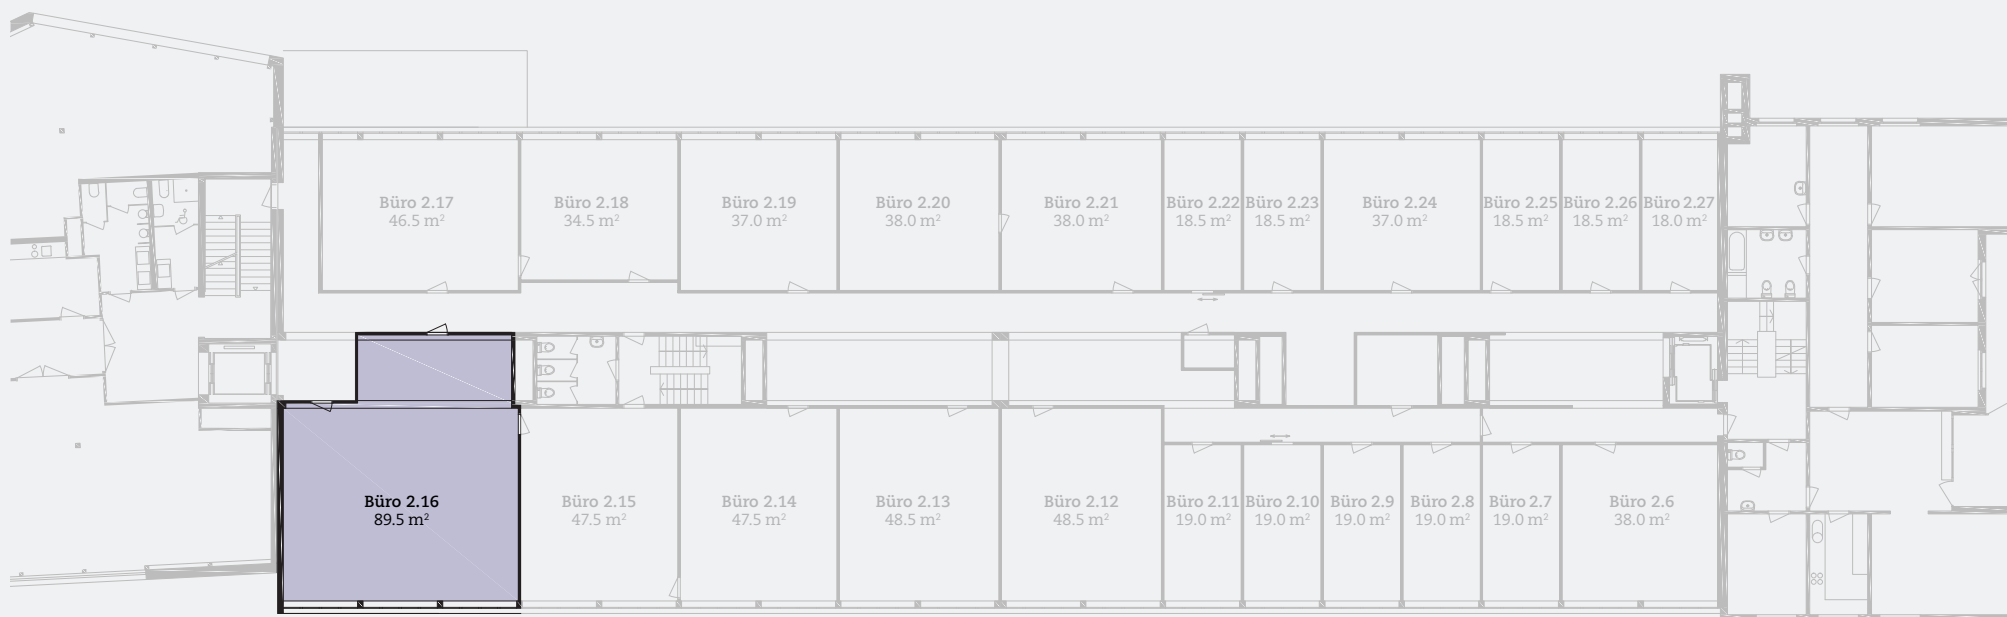 Büro 2.17
46.5 m²
Büro 2.18
34.5 m²
Büro 2.19
37.0 m²
Büro 2.20
38.0 m²
Büro 2.21
38.0 m²
Büro 2.22
18.5 m²
Büro 2.23
18.5 m²
Büro 2.24
37.0 m²
Büro 2.25
18.5 m²
Büro 2.26
18.5 m²
Büro 2.27
18.0 m²
Büro 2.16
89.5 m²
Büro 2.15
47.5 m²
Büro 2.14
47.5 m²
Büro 2.13
48.5 m²
Büro 2.12
48.5 m²
Büro 2.11
19.0 m²
Büro 2.10
19.0 m²
Büro 2.9
19.0 m²
Büro 2.8
19.0 m²
Büro 2.7
19.0 m²
Büro 2.6
38.0 m²